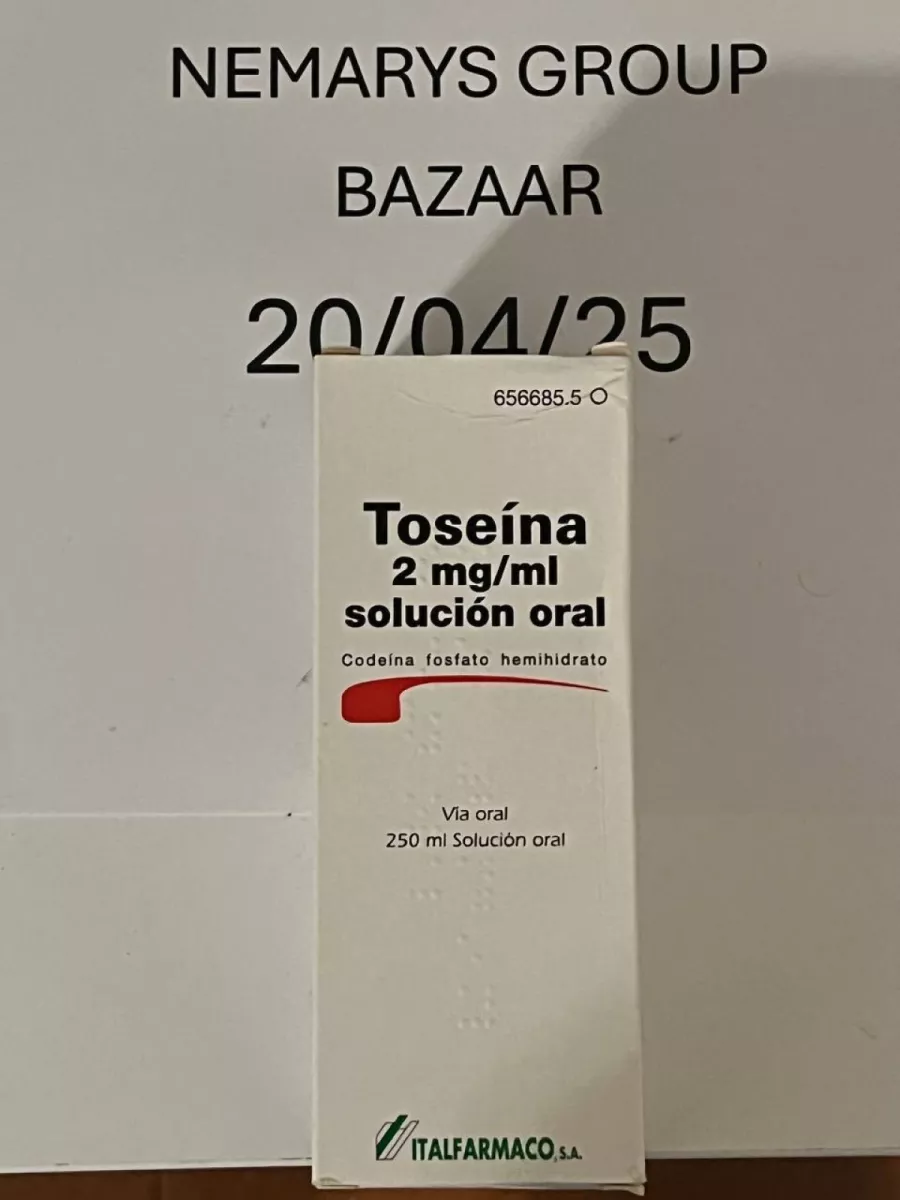 NEMARYS GROUP
BAZAAR
20/04/25
656685.5
Toseína
2 mg/ml
solución oral
Codeína fosfato hemihidrato
Vía oral
250 ml Solución oral
ITALFARMACO, S.A.